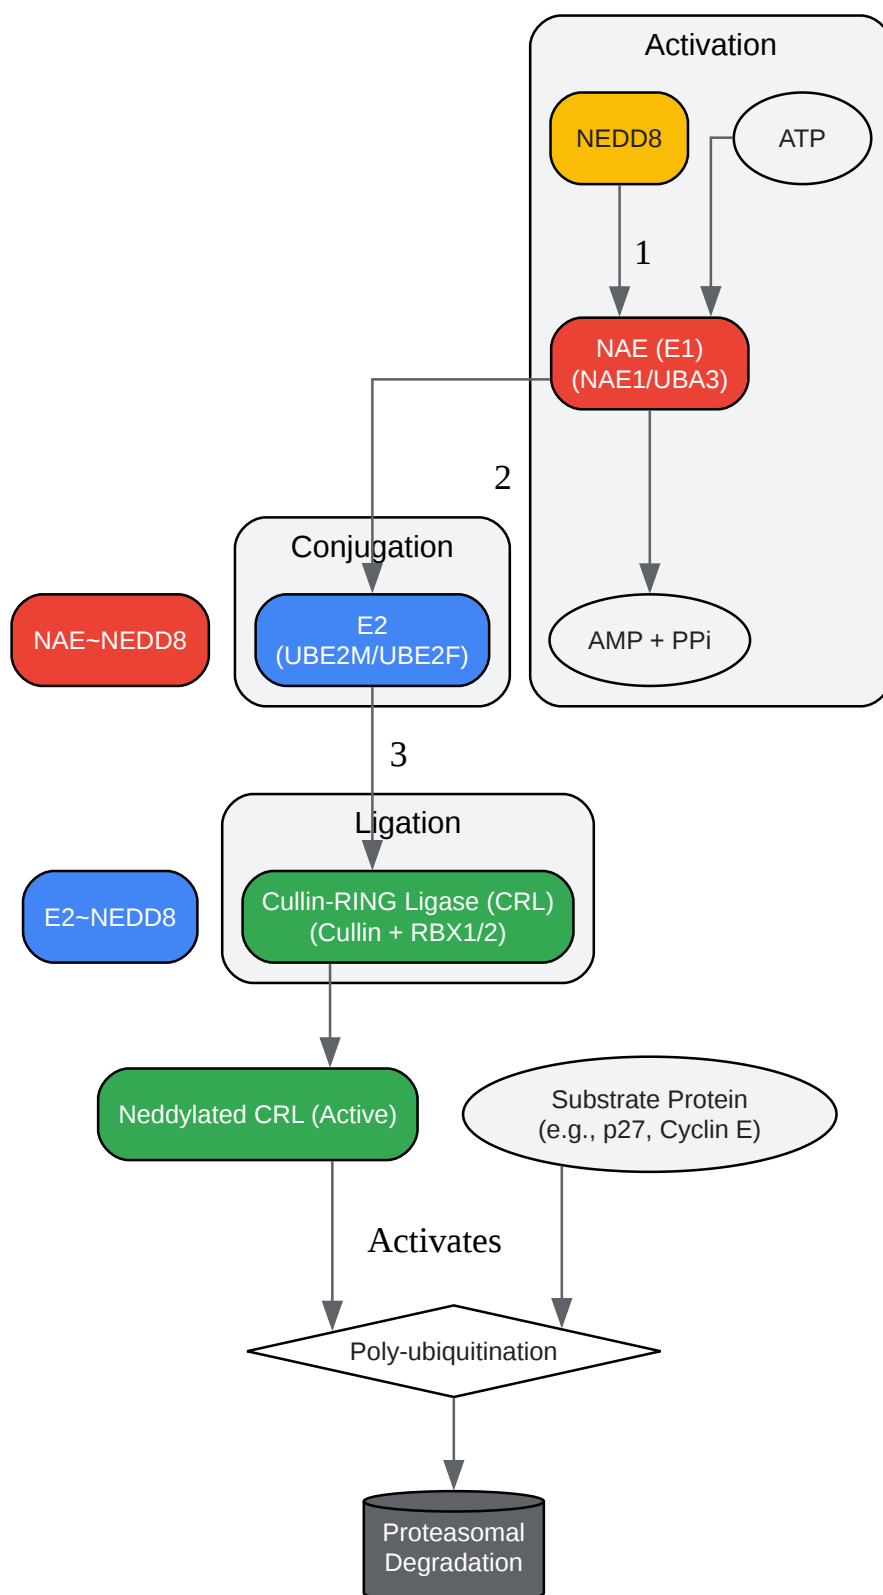 Activation
NEDD8
ATP
1
NAE (E1)
(NAE1/UBA3)
2
Conjugation
NAE~NEDD8
E2
(UBE2M/UBE2F)
AMP + PPi
3
Ligation
E2~NEDD8
Cullin-RING Ligase (CRL)
(Cullin + RBX1/2)
Neddylated CRL (Active)
Substrate Protein
(e.g., p27, Cyclin E)
Activates
Poly-ubiquitination
Proteasomal
Degradation